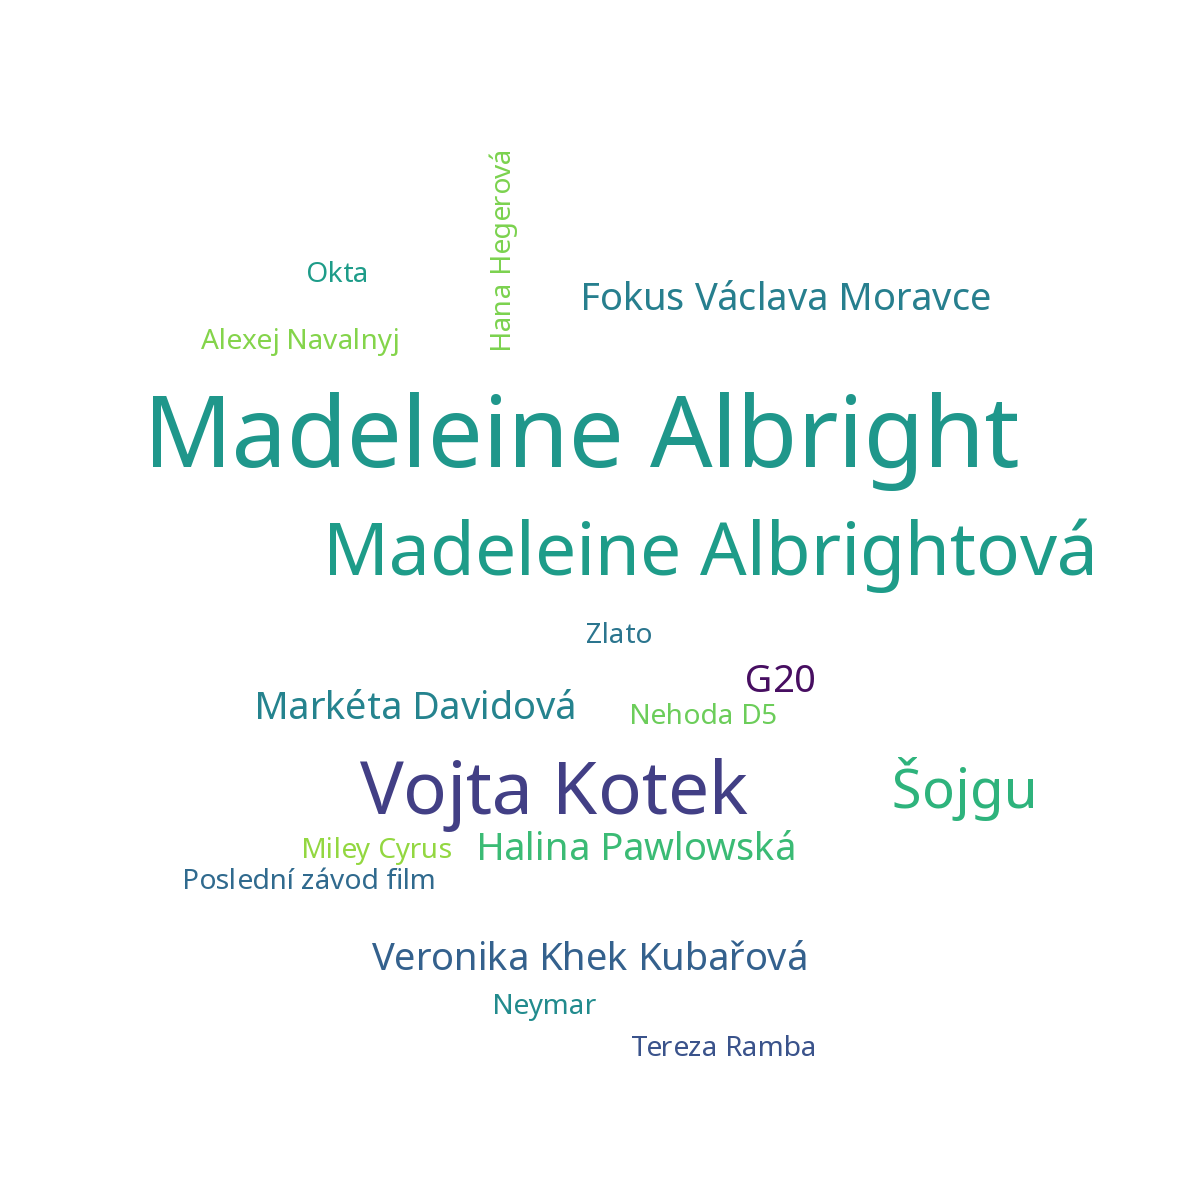 Hana Hegerová
Okta
Fokus Václava Moravce
Alexej Navalnyj
Madeleine Albright
Madeleine Albrightová
Zlato
G20
Markéta Davidová
Nehoda D5
Vojta Kotek
Šojgu
Miley Cyrus
Halina Pawlowská
Poslední závod film
Veronika Khek Kubařová
Neymar
Tereza Ramba